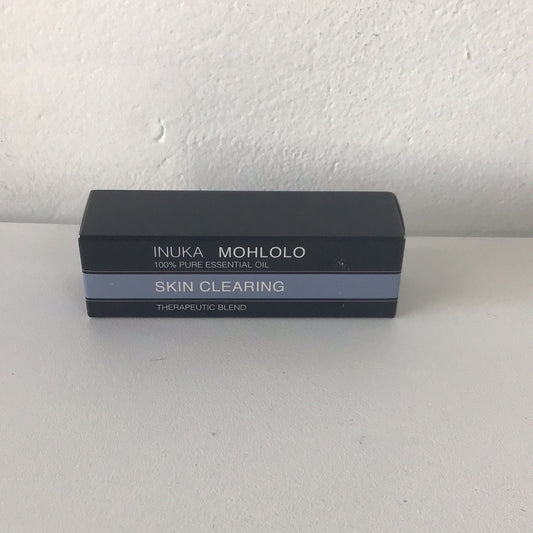 INUKA MOHLOLO
100% PURE ESSENTIAL OIL
SKIN CLEARING
THERAPEUTIC BLEND